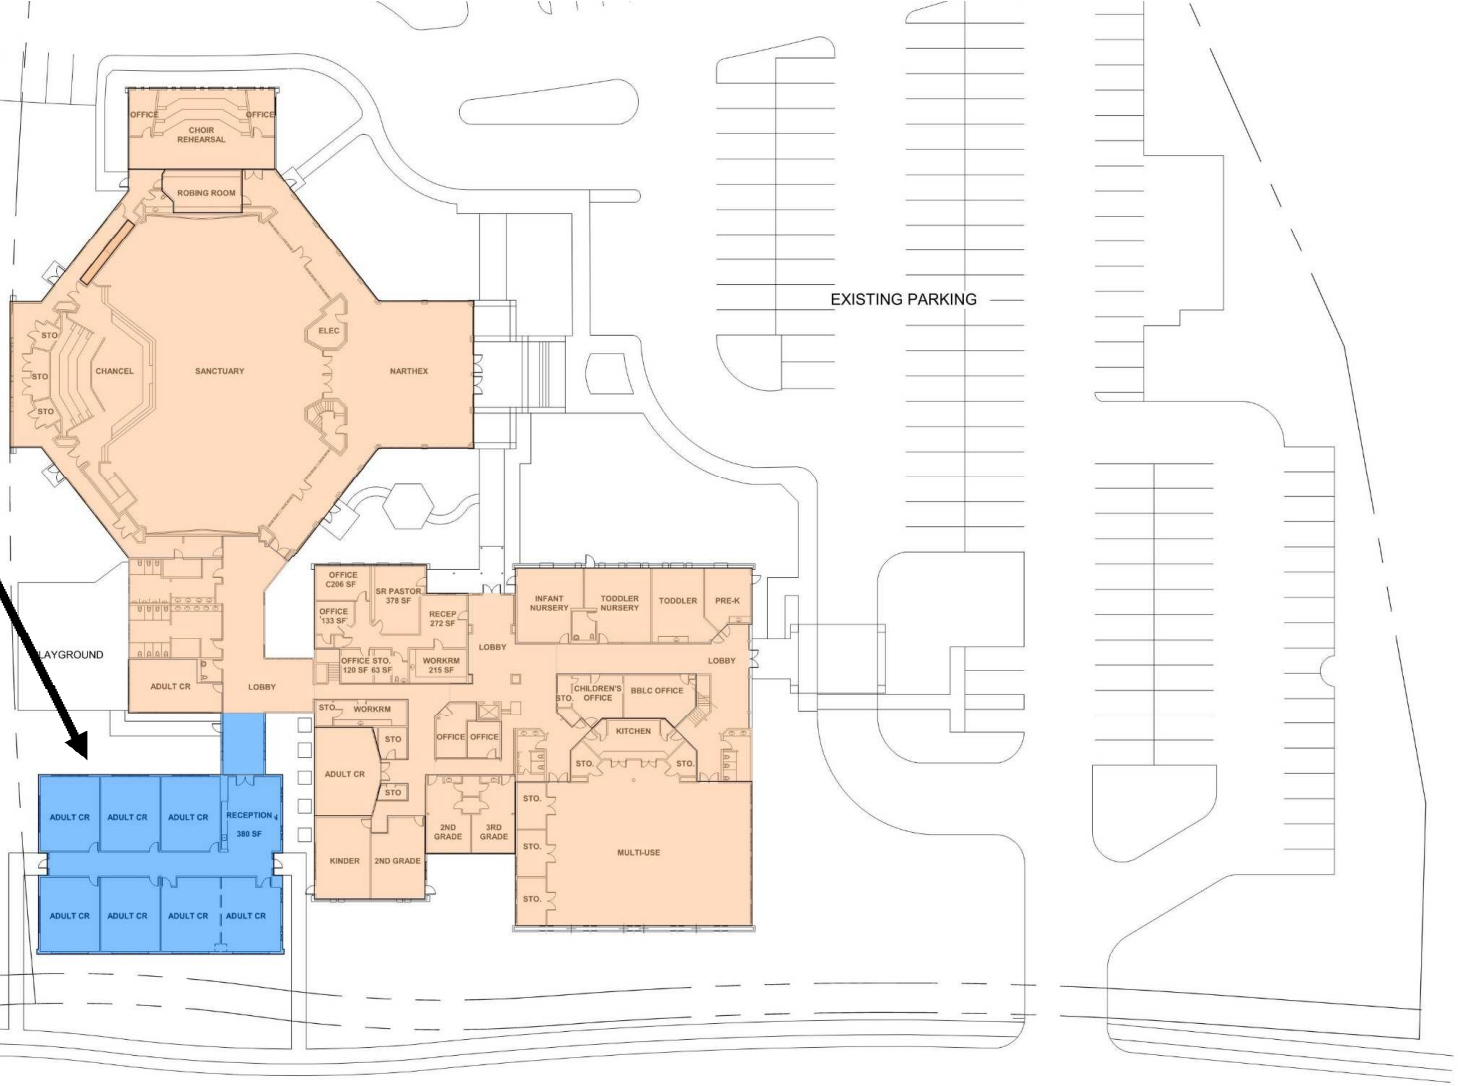 OFFICE
OFFICE
CHOIR
REHEARSAL
ROBING ROOM
EXISTING PARKING
STO
ELEC
STO
CHANCEL
SANCTUARY
NARTHEX
STO
OFFICE
C206 SF
SR PASTOR
378 SF
OFFICE
133 SF
RECEP
272 SF
INFANT
NURSERY
TODDLER
NURSERY
TODDLER
PRE-K
LOBBY
LAYGROUND
OFFICE
120 SF
STO.
63 SF
WORKRM
215 SF
LOBBY
ADULT CR
LOBBY
STO.
CHILDREN'S
OFFICE
BBLC OFFICE
STO.
WORKRM
OFFICE
OFFICE
STO
KITCHEN
STO.
STO.
ADULT CR
STO
STO.
ADULT CR
ADULT CR
ADULT CR
RECEPTION
380 SF
2ND
GRADE
3RD
GRADE
STO.
MULTI-USE
KINDER
2ND GRADE
STO.
ADULT CR
ADULT CR
ADULT CR
ADULT CR